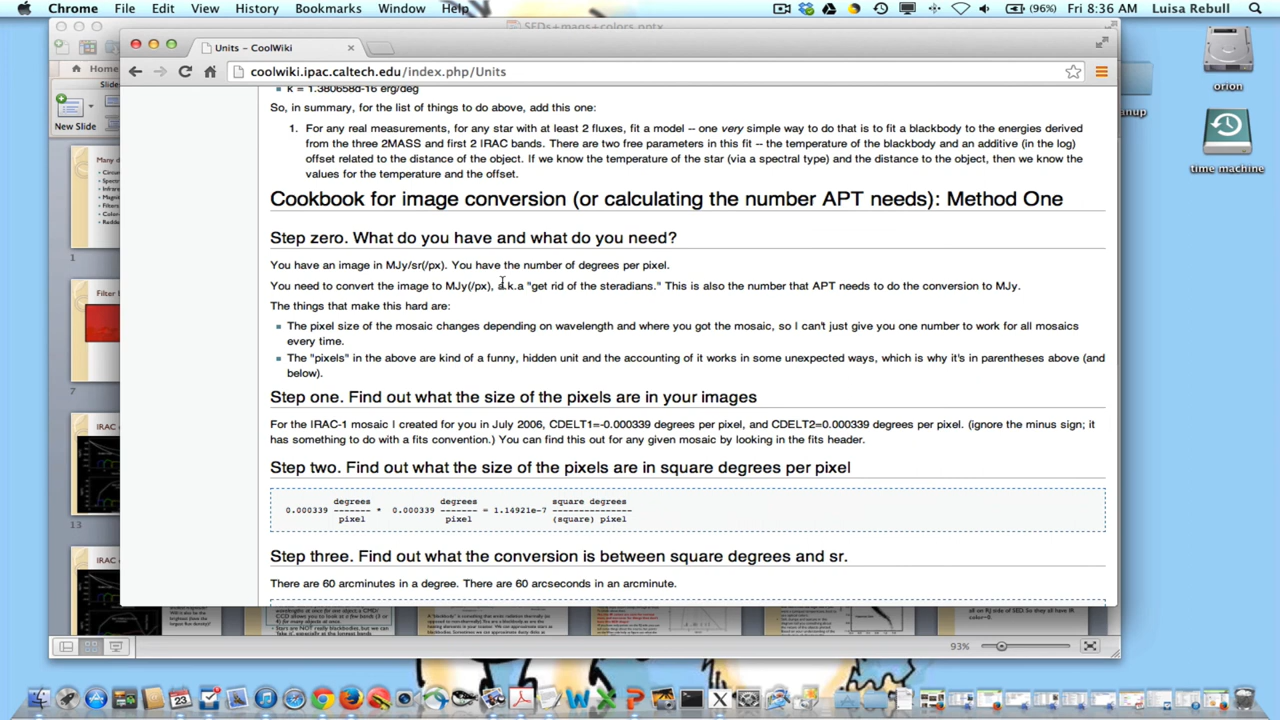 Chrome File Edit View History Bookmarks Window Help (96%) Fri 8:36 AM Luisa Rebull
SEDs+mags+colors.pptx
Units – CoolWiki
coolwiki.ipac.caltech.edu/index.php/Units
Home
New Slide
orion
time machine
k = 1.380658d-16 erg/deg
So, in summary, for the list of things to do above, add this one:
1. For any real measurements, for any star with at least 2 fluxes, fit a model -- one very simple way to do that is to fit a blackbody to the energies derived
from the three 2MASS and first 2 IRAC bands. There are two free parameters in this fit -- the temperature of the blackbody and an additive (in the log)
offset related to the distance of the object. If we know the temperature of the star (via a spectral type) and the distance to the object, then we know the
values for the temperature and the offset.
Cookbook for image conversion (or calculating the number APT needs): Method One
Step zero. What do you have and what do you need?
You have an image in MJy/sr(/px). You have the number of degrees per pixel.
You need to convert the image to MJy(/px), a.k.a "get rid of the steradians." This is also the number that APT needs to do the conversion to MJy.
The things that make this hard are:
The pixel size of the mosaic changes depending on wavelength and where you got the mosaic, so I can't just give you one number to work for all mosaics
every time.
The "pixels" in the above are kind of a funny, hidden unit and the accounting of it works in some unexpected ways, which is why it's in parentheses above (and
below).
Step one. Find out what the size of the pixels are in your images
For the IRAC-1 mosaic I created for you in July 2006, CDELT1=-0.000339 degrees per pixel, and CDELT2=0.000339 degrees per pixel. (ignore the minus sign; it
has something to do with a fits convention.) You can find this out for any given mosaic by looking in the fits header.
Step two. Find out what the size of the pixels are in square degrees per pixel
degrees degrees square degrees
0.000339 ------- * 0.000339 ------- = 1.14921e-7 --------------
pixel pixel (square) pixel
Step three. Find out what the conversion is between square degrees and sr.
There are 60 arcminutes in a degree. There are 60 arcseconds in an arcminute.
1
7
13
93%